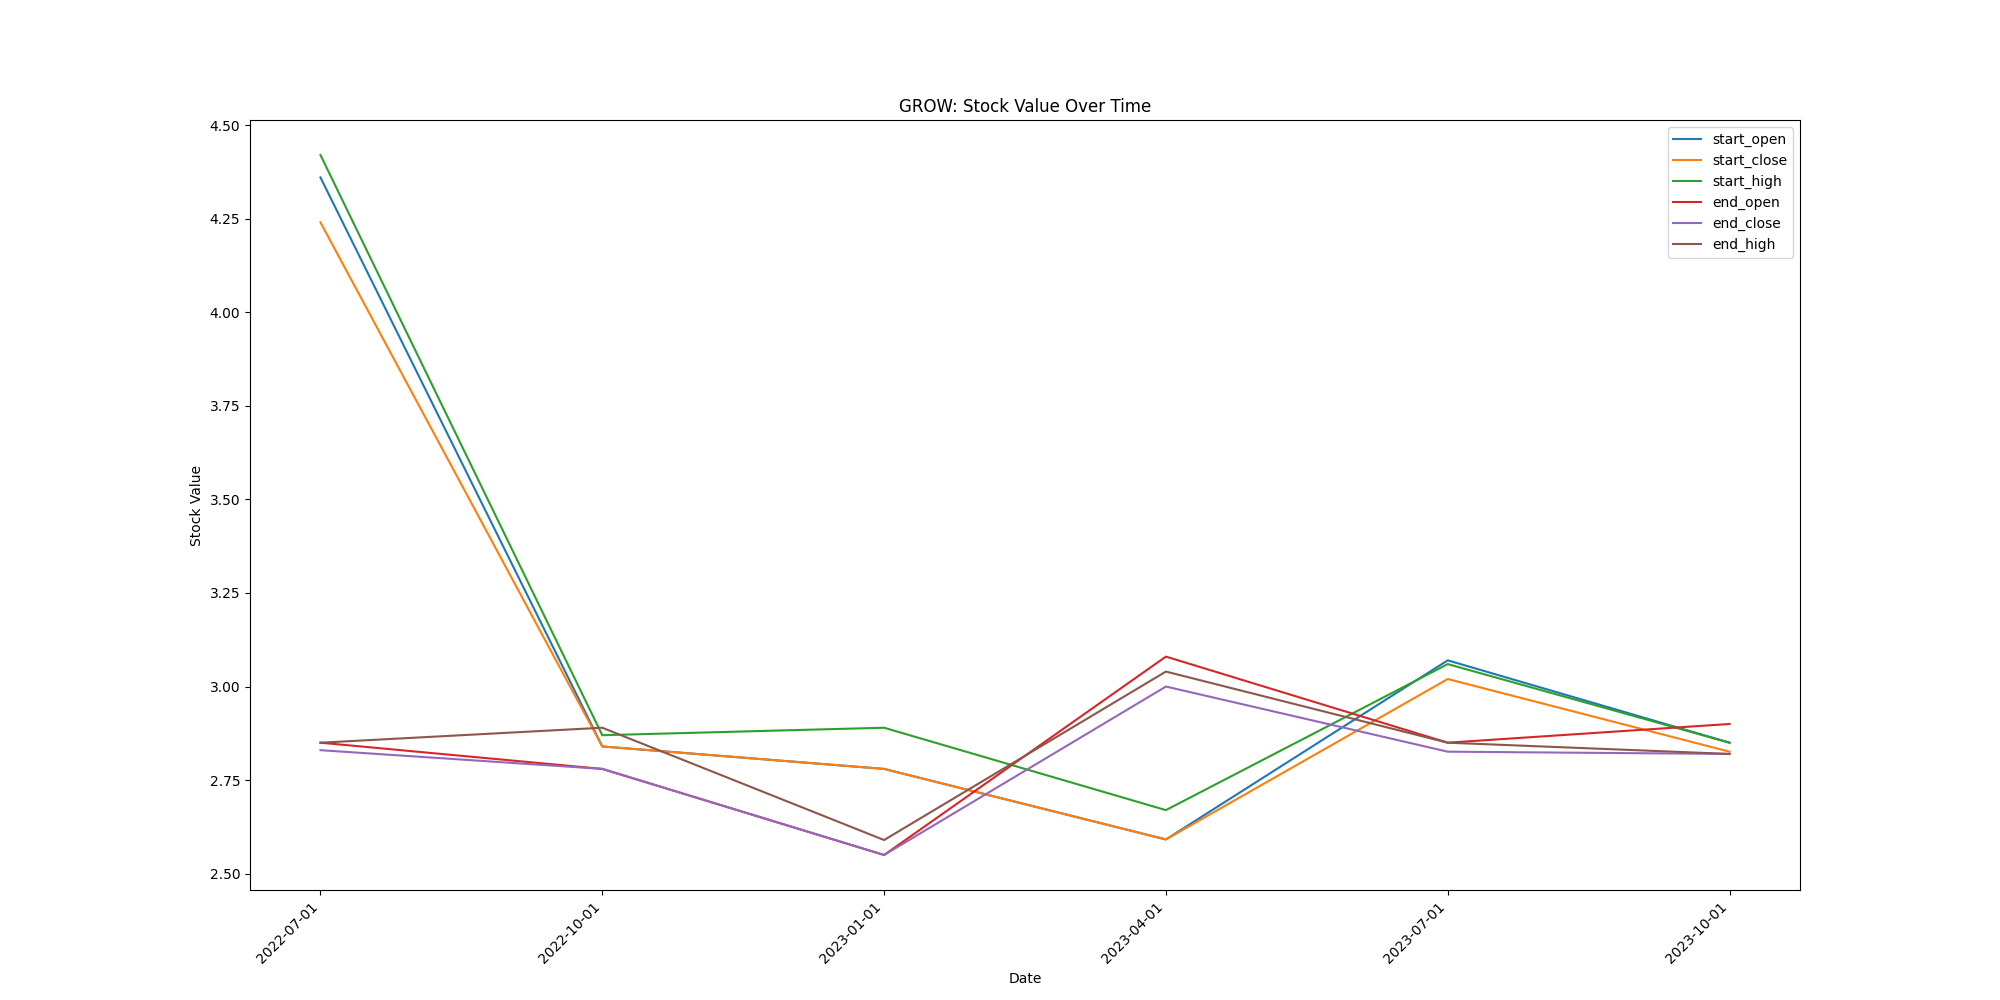 GROW: Stock Value Over Time
4.50
4.25
4.00
3.75
3.50
3.25
3.00
2.75
2.50
Stock Value
start_open
start_close
start_high
end_open
end_close
end_high
2022-07-01
2022-10-01
2023-01-01
2023-04-01
2023-07-01
2023-10-01
Date